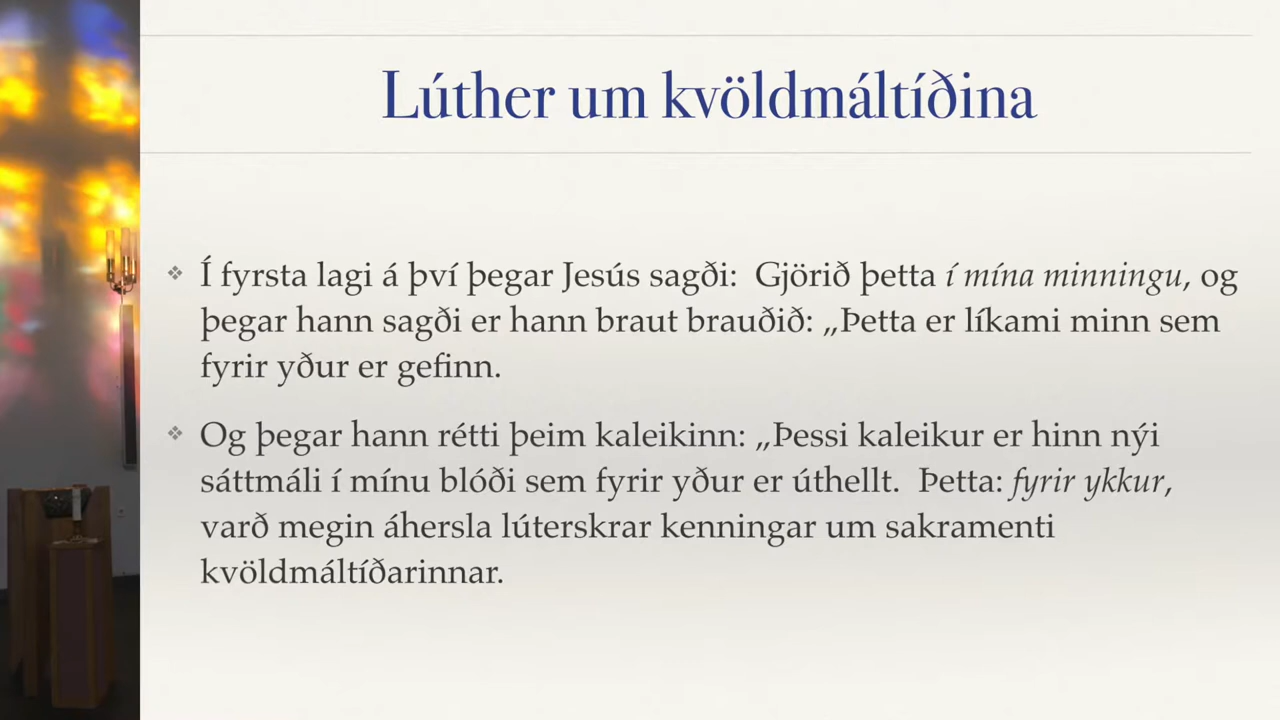 Lúther um kvöldmáltíðina
❖ Í fyrsta lagi á því þegar Jesús sagði:  Gjörið þetta í mína minningu, og
þegar hann sagði er hann braut brauðið: „Þetta er líkami minn sem
fyrir yður er gefinn.
❖ Og þegar hann rétti þeim kaleikinn: „Þessi kaleikur er hinn nýi
sáttmáli í mínu blóði sem fyrir yður er úthellt.  Þetta: fyrir ykkur,
varð megin áhersla lúterskrar kenningar um sakramenti
kvöldmáltíðarinnar.